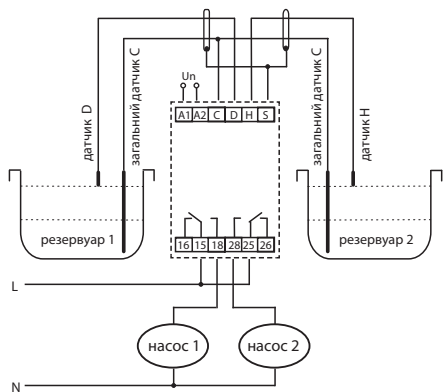 датчик D
загальний датчик C
Un
A1 A2 C D H S
загальний датчик C
датчик H
резервуар 1
резервуар 2
16 15 18 28 25 26
L
насос 1
насос 2
N